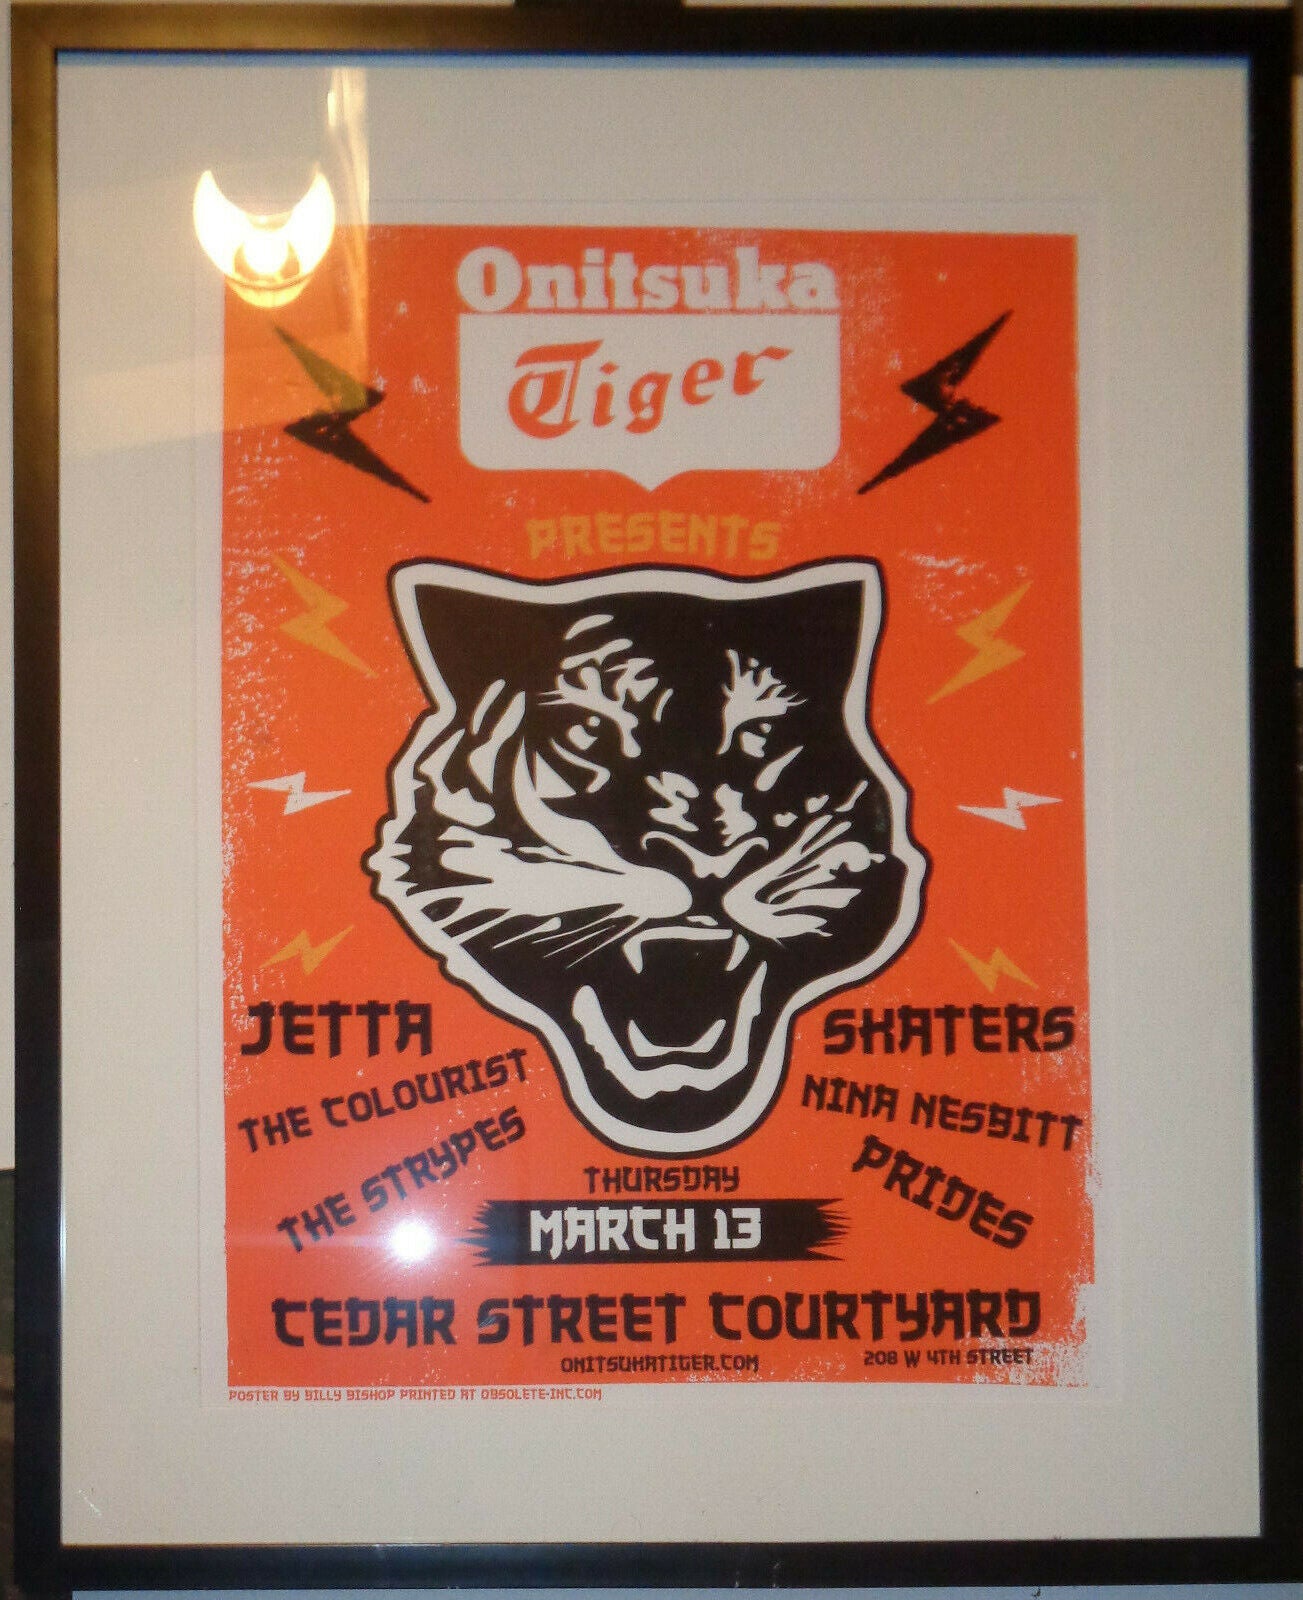 Onitsuka
Tiger
PRESENTS
JETTA
THE COLOURIST
THE STRYPES
SKATERS
NINA NESBITT
PRIDES
THURSDAY
MARCH 13
CEDAR STREET COURTYARD
ONITSUKATIGER.COM
208 W 4TH STREET
POSTER BY BILLY BISHOP PRINTED AT OBSOLETE-INC.COM